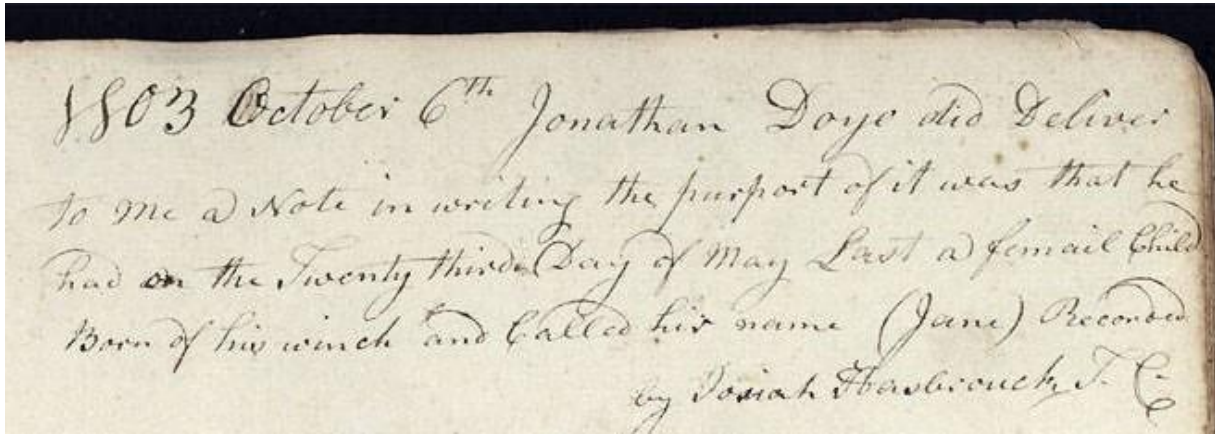 1803 October 6th Jonathan Doyo did Deliver
to me a Note in writing the purport of it was that he
had on the Twenty third Day of May Last a femail Child
Born of his winch and Called his name (Jane) Recorded
by Josiah Hasbrouck, T. C.